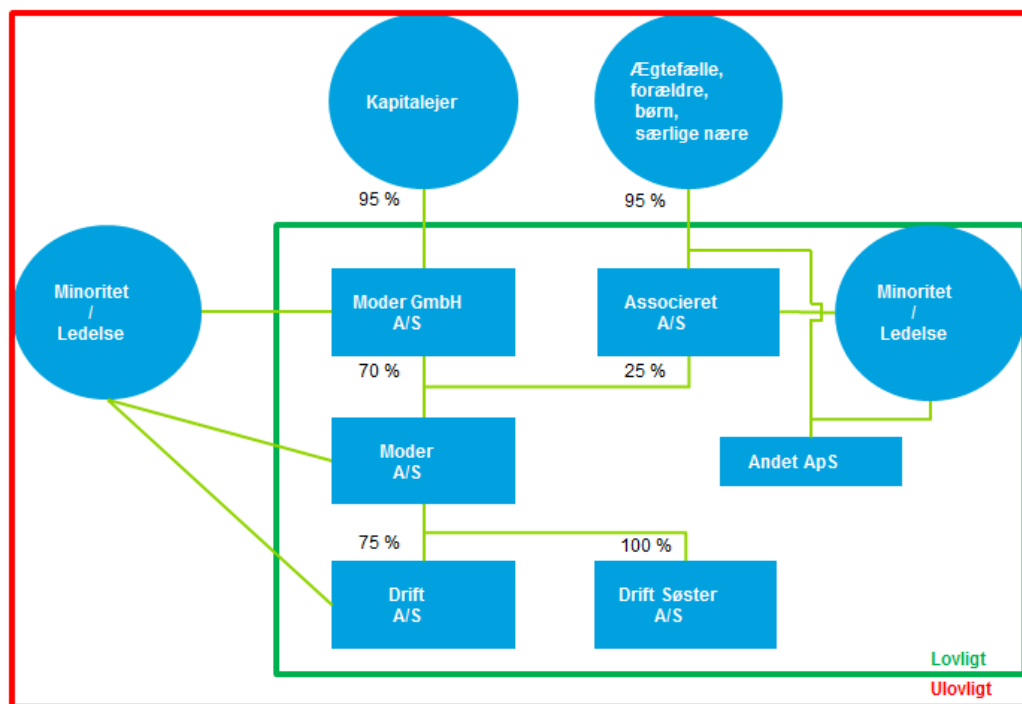 Kapitalejer
Ægtefælle,
forældre,
børn,
særlige nære
95 %
95 %
Minoritet
/
Ledelse
Moder GmbH
A/S
Associeret
A/S
Minoritet
/
Ledelse
70 %
25 %
Moder
A/S
Andet ApS
75 %
100 %
Drift
A/S
Drift Søster
A/S
Lovligt
Ulovligt